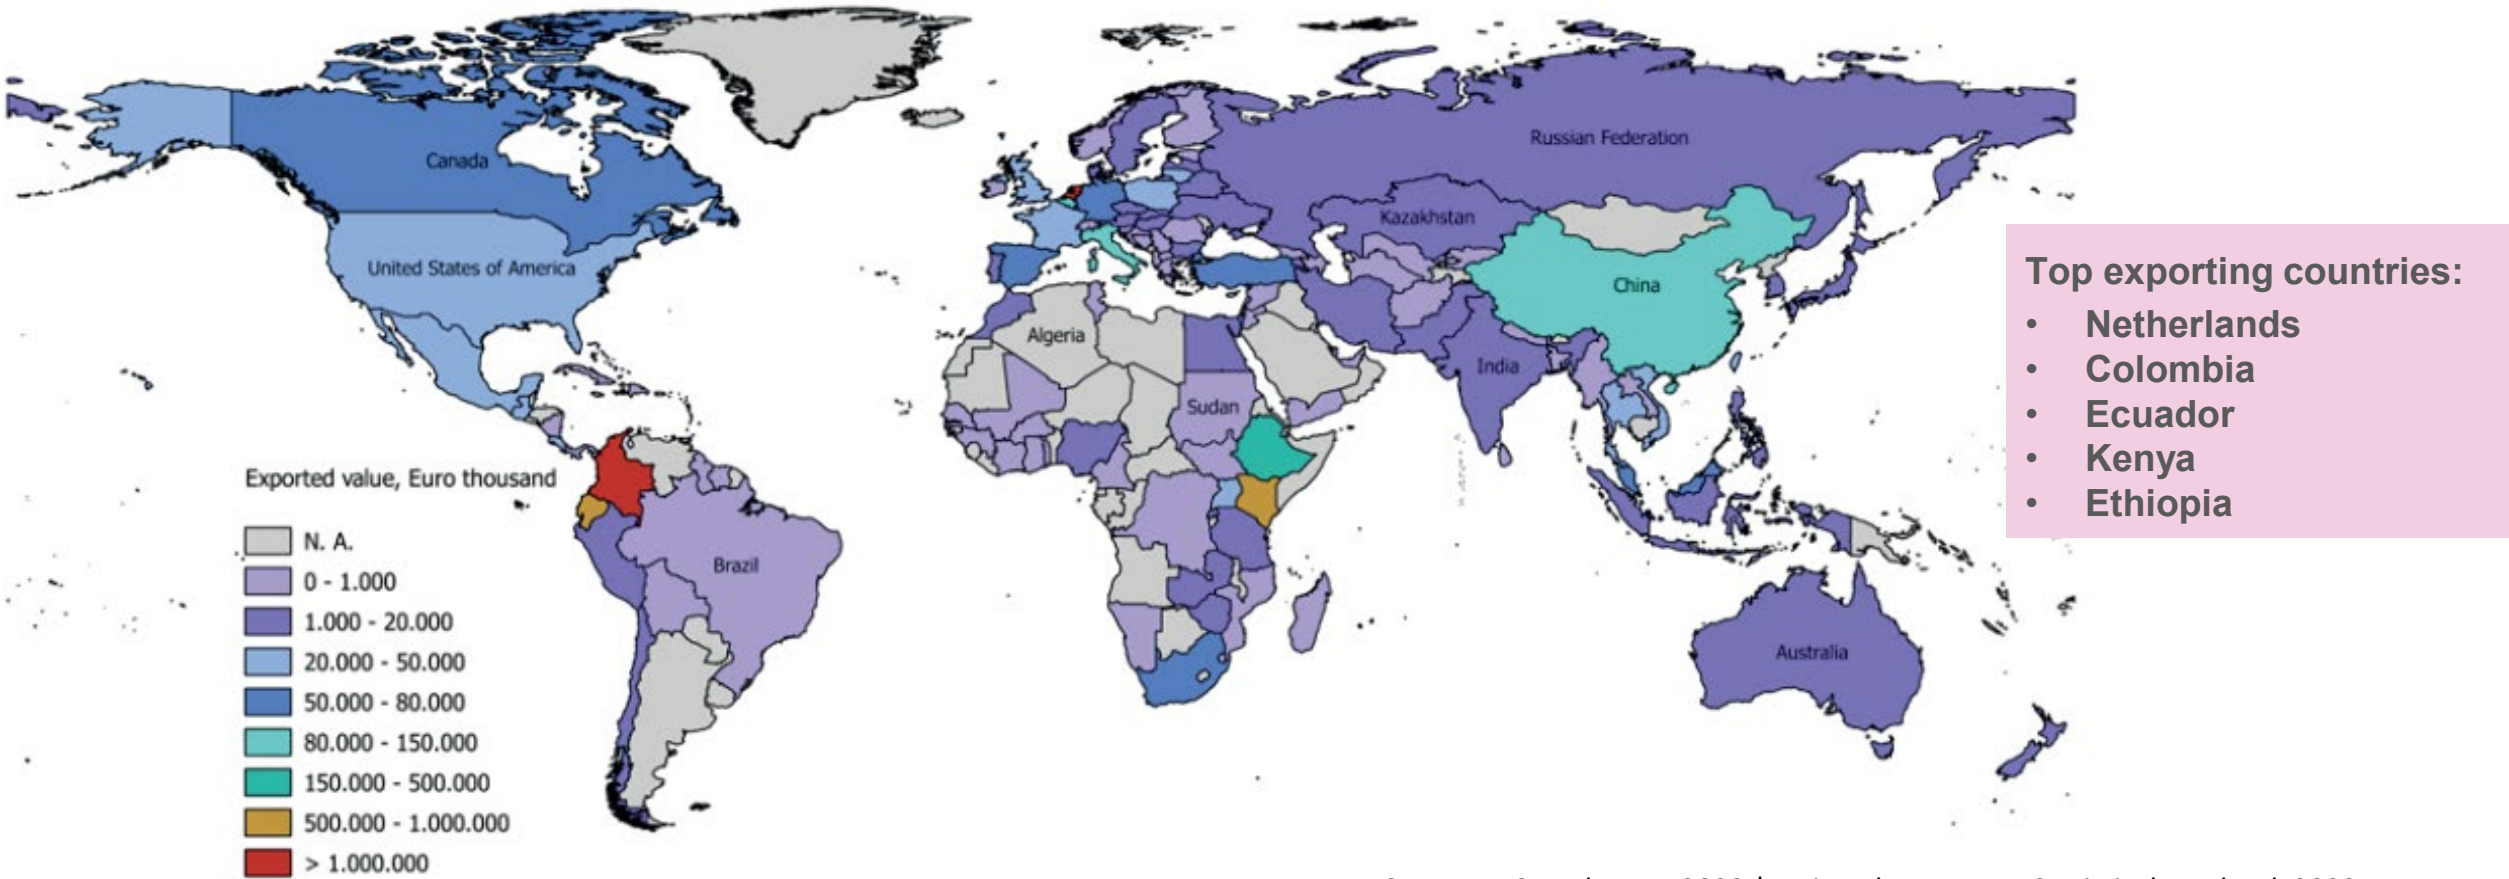 Canada
United States of America
Russian Federation
Kazakhstan
China
Algeria
India
Sudan
Brazil
Australia
Exported value, Euro thousand
N. A.
0 - 1.000
1.000 - 20.000
20.000 - 50.000
50.000 - 80.000
80.000 - 150.000
150.000 - 500.000
500.000 - 1.000.000
> 1.000.000
Top exporting countries:
• Netherlands
• Colombia
• Ecuador
• Kenya
• Ethiopia